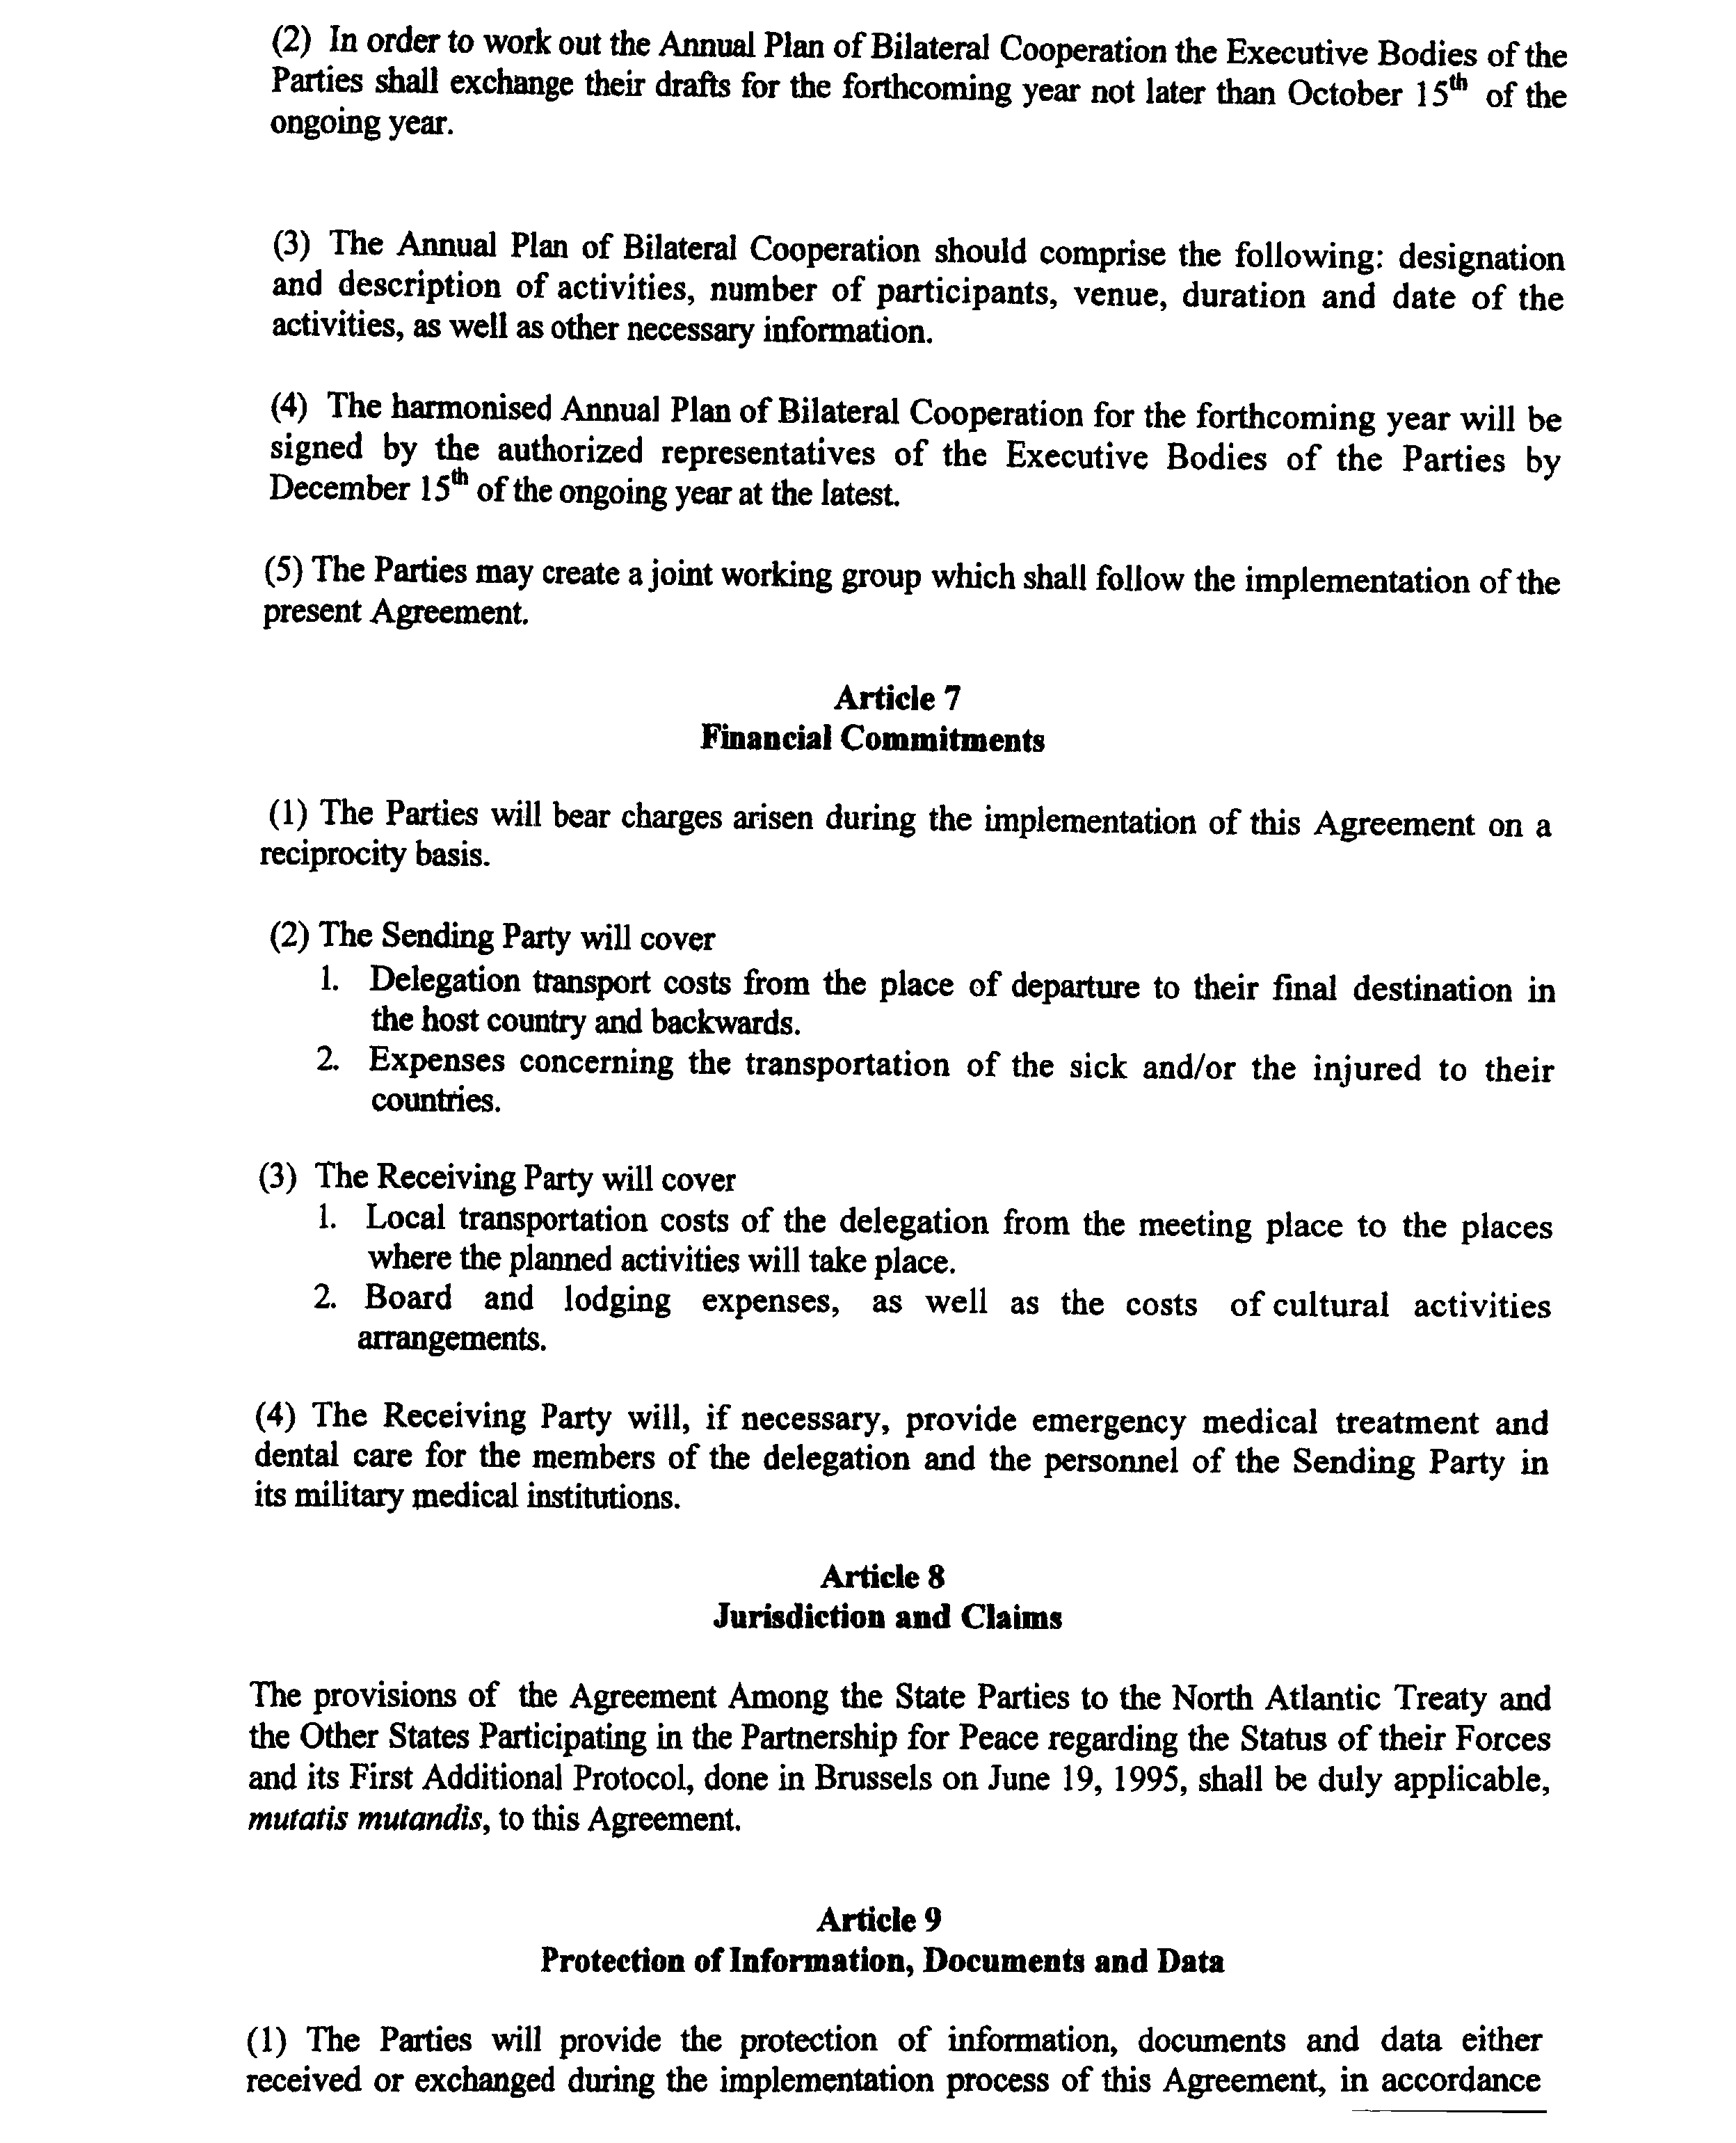 (2) In order to work out the Annual Plan of Bilateral Cooperation the Executive Bodies of the
Parties shall exchange their drafts for the forthcoming year not later than October 15th of the
ongoing year.
(3) The Annual Plan of Bilateral Cooperation should comprise the following: designation
and description of activities, number of participants, venue, duration and date of the
activities, as well as other necessary information.
(4) The harmonised Annual Plan of Bilateral Cooperation for the forthcoming year will be
signed by the authorized representatives of the Executive Bodies of the Parties by
December 15th of the ongoing year at the latest.
(5) The Parties may create a joint working group which shall follow the implementation of the
present Agreement.
Article 7
Financial Commitments
(1) The Parties will bear charges arisen during the implementation of this Agreement on a
reciprocity basis.
(2) The Sending Party will cover
1. Delegation transport costs from the place of departure to their final destination in
the host country and backwards.
2. Expenses concerning the transportation of the sick and/or the injured to their
countries.
(3) The Receiving Party will cover
1. Local transportation costs of the delegation from the meeting place to the places
where the planned activities will take place.
2. Board and lodging expenses, as well as the costs of cultural activities
arrangements.
(4) The Receiving Party will, if necessary, provide emergency medical treatment and
dental care for the members of the delegation and the personnel of the Sending Party in
its military medical institutions.
Article 8
Jurisdiction and Claims
The provisions of the Agreement Among the State Parties to the North Atlantic Treaty and
the Other States Participating in the Partnership for Peace regarding the Status of their Forces
and its First Additional Protocol, done in Brussels on June 19, 1995, shall be duly applicable,
mutatis mutandis, to this Agreement.
Article 9
Protection of Information, Documents and Data
(1) The Parties will provide the protection of information, documents and data either
received or exchanged during the implementation process of this Agreement, in accordance